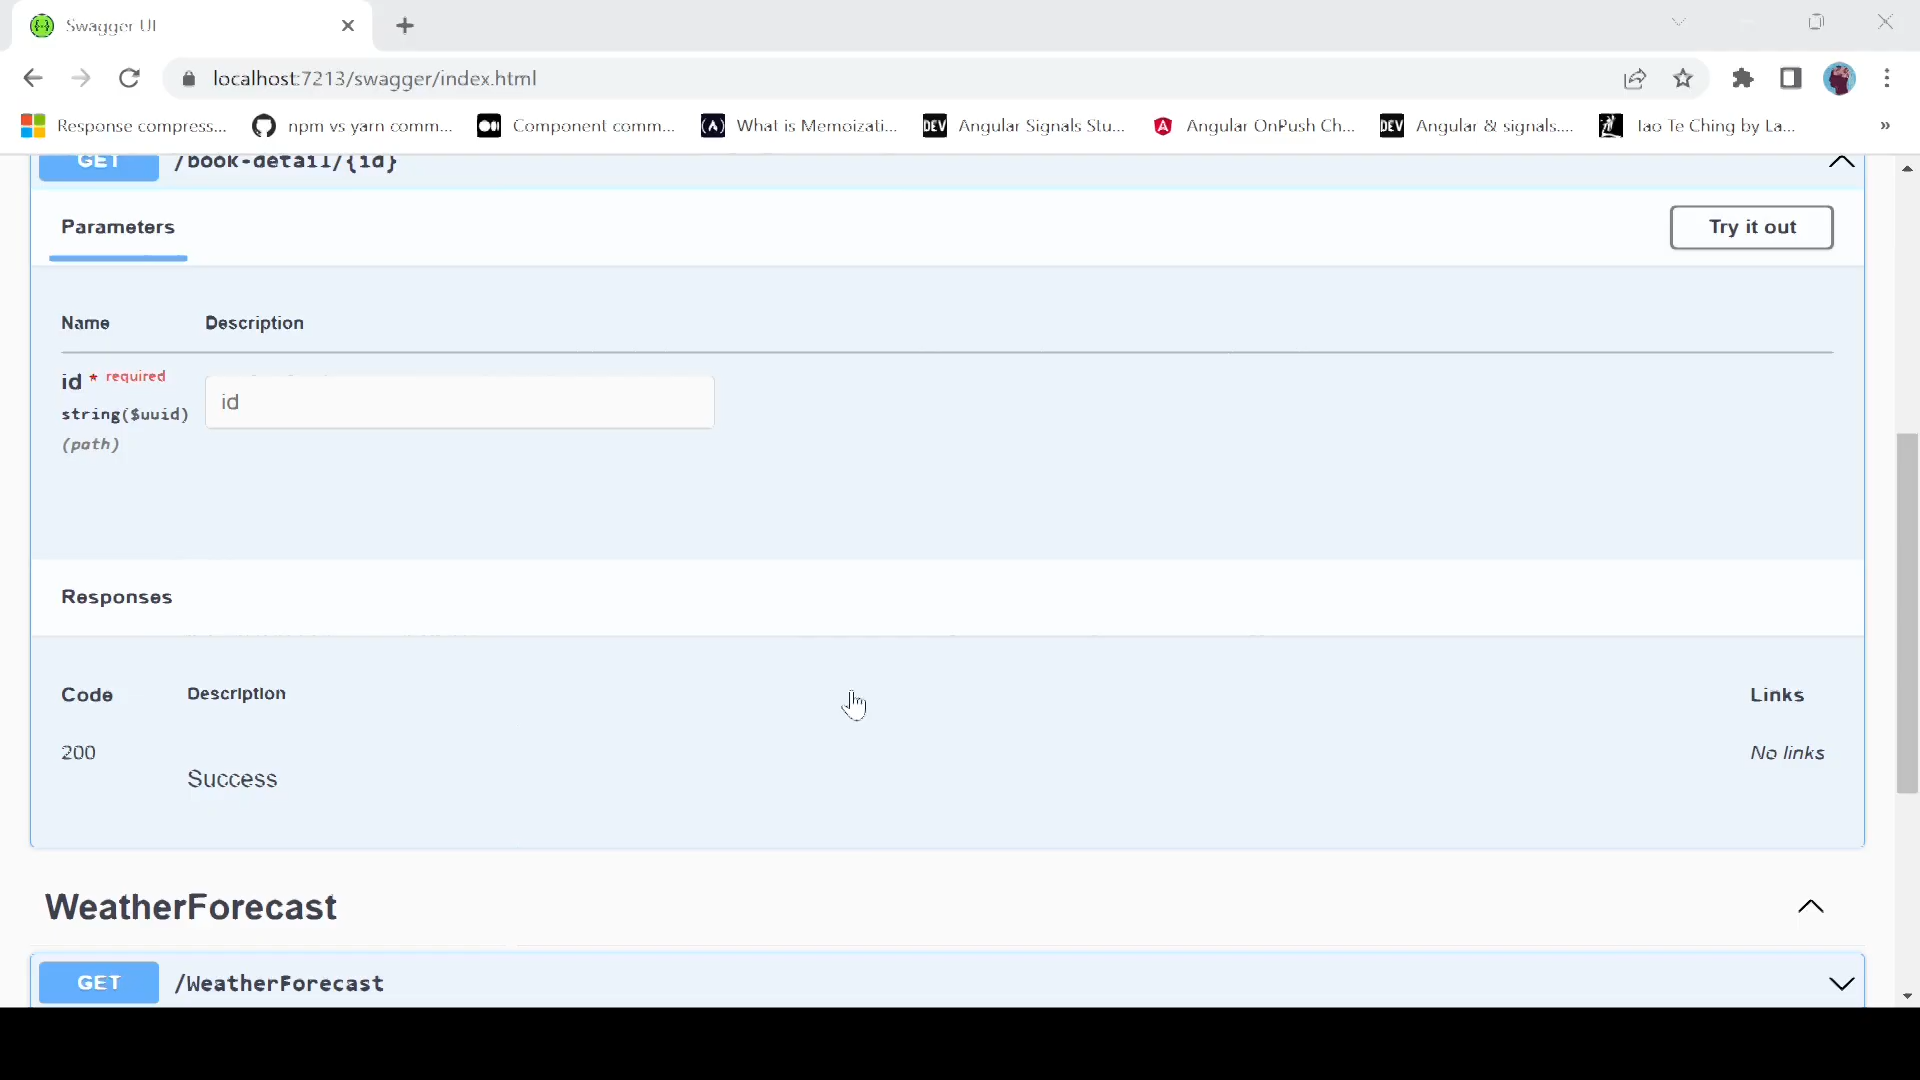 Swagger UI
localhost:7213/swagger/index.html
Response compress... npm vs yarn comm... Component comm... What is Memoizati... DEV Angular Signals Stu... Angular OnPush Ch... DEV Angular & signals.... Tao Te Ching by La... »
GET /book-detail/{id}
Parameters Try it out
Name Description
id * required
string($uuid) id
(path)
Responses
Code Description Links
200 No links
Success
WeatherForecast
GET /WeatherForecast